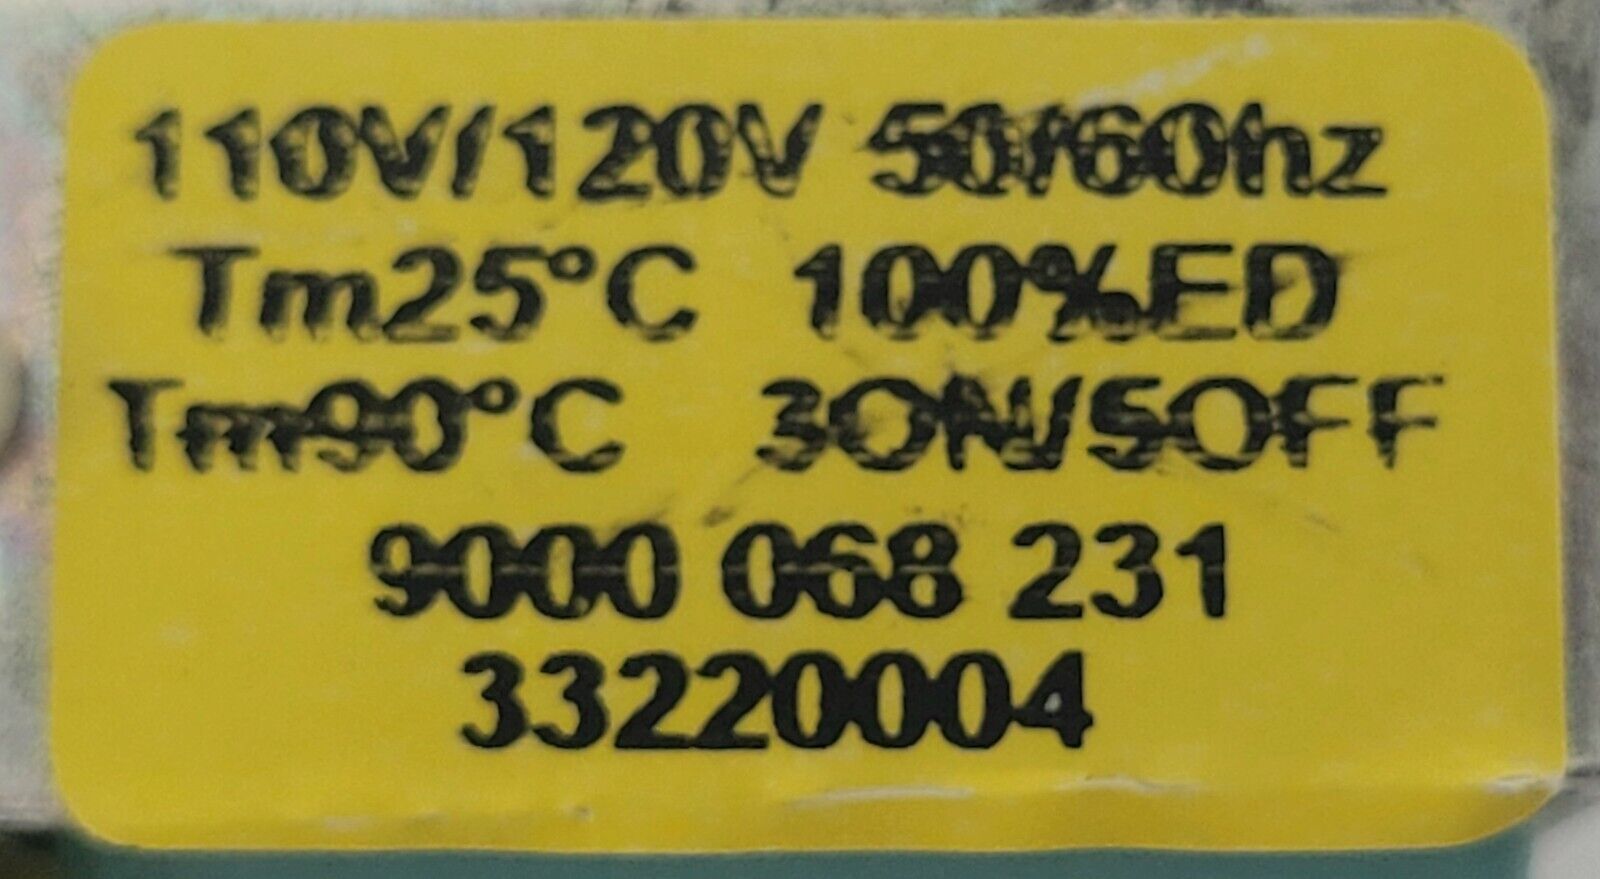 110V/120V 50/60hz
Tm25°C 100%ED
Tm90°C 3ON/5OFF
9000 068 231
33220004